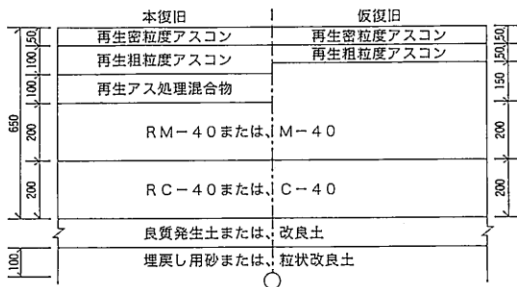 本復旧 仮復旧
50 再生密粒度アスコン 再生密粒度アスコン 50
100 再生粗粒度アスコン 再生粗粒度アスコン 50
100 再生アス処理混合物 150
650
200 RM-40または、M-40
200 RC-40または、C-40 200
良質発生土または、改良土
100 埋戻し用砂または、粒状改良土